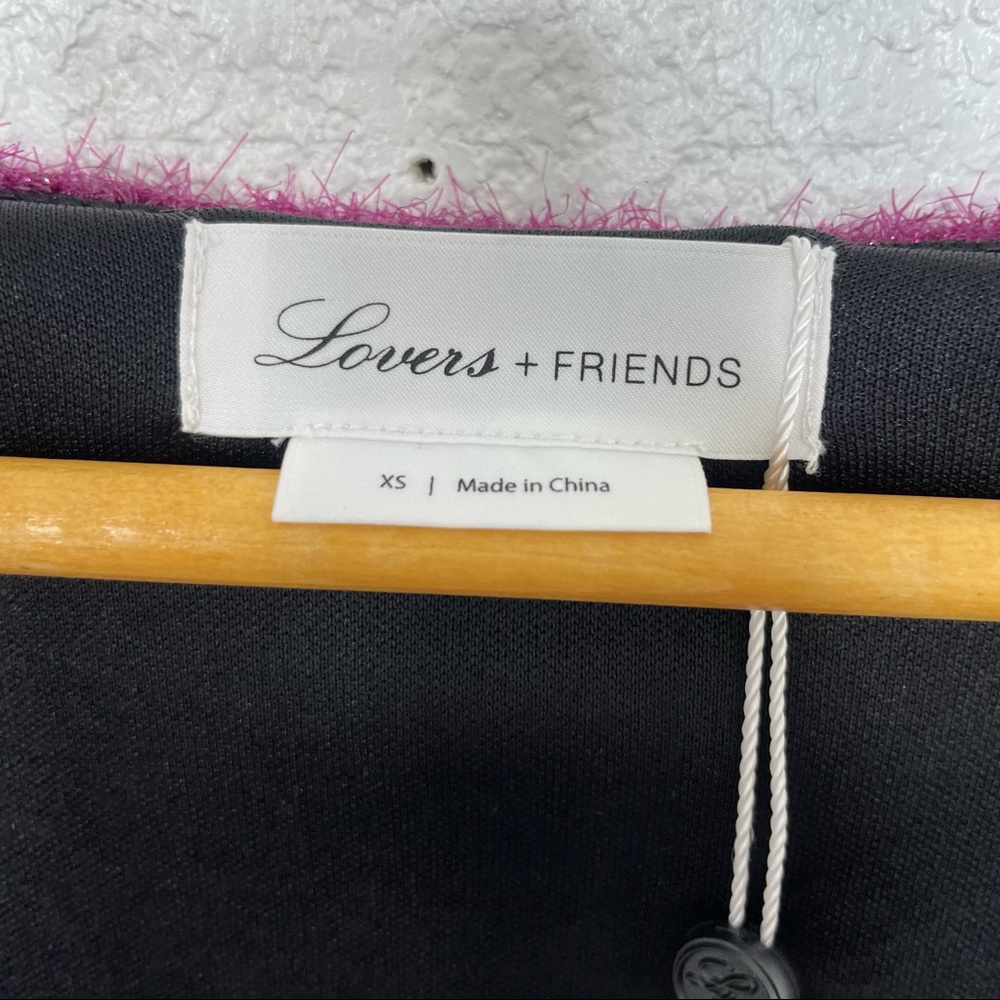 Lovers + FRIENDS
XS | Made in China